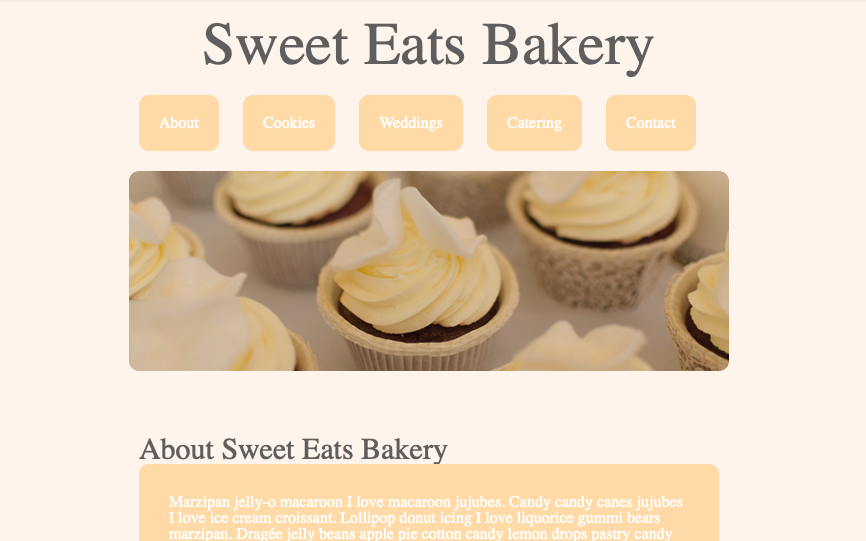 Sweet Eats Bakery
About Cookies Weddings Catering Contact
About Sweet Eats Bakery
Marzipan jelly-o macaroon I love macaroon jujubes. Candy candy canes jujubes
I love ice cream croissant. Lollipop donut icing I love liquorice gummi bears
marzipan. Dragée jelly beans apple pie cotton candy lemon drops pastry candy